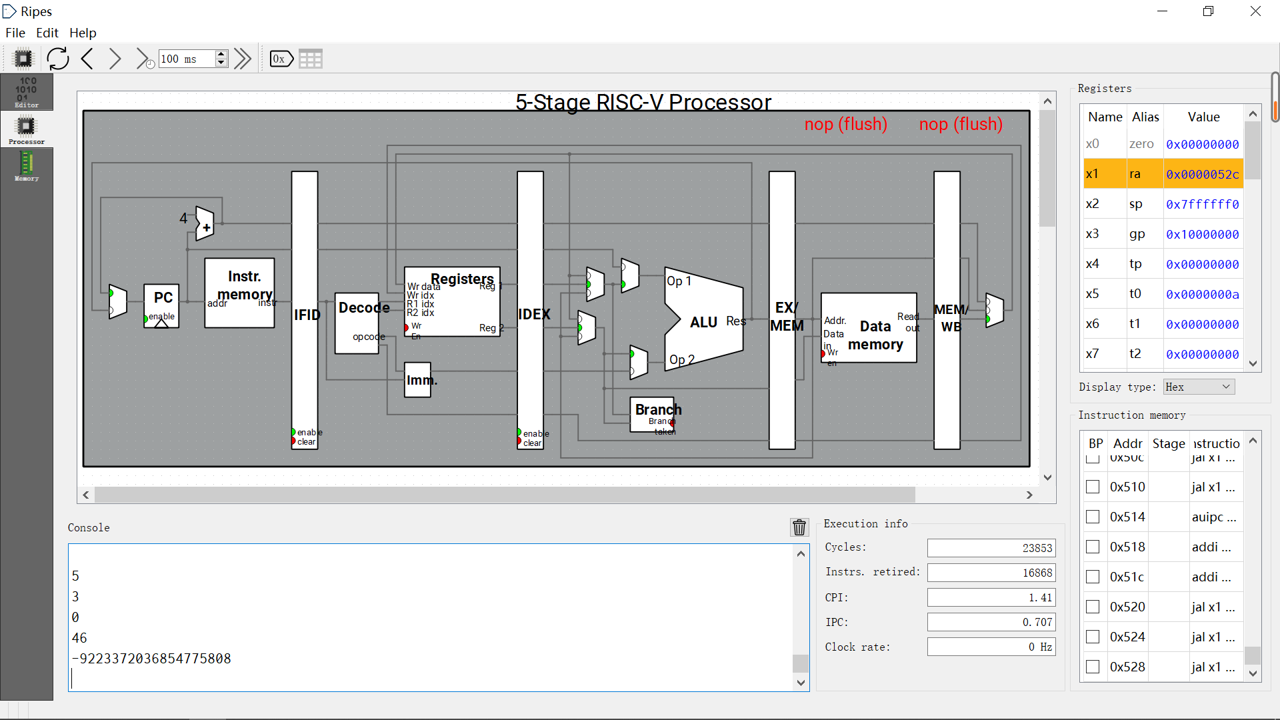 Ripes
File Edit Help
100 ms
0x
Editor
Processor
Memory
5-Stage RISC-V Processor
nop (flush) nop (flush)
4
+
PC
enable
Instr.
memory
addr
instr
IFID
enable
clear
Decode
opcode
Registers
Wr data
Wr idx
R1 idx
R2 idx
Wr
En
Reg 1
Reg 2
Imm.
IDEX
enable
clear
Op 1
ALU
Res
Op 2
Branch
Branch
taken
EX/
MEM
Addr.
Data
in
Wr
en
Data
memory
Read
out
MEM/
WB
Registers
Name Alias Value
x0 zero 0x00000000
x1 ra 0x0000052c
x2 sp 0x7ffffff0
x3 gp 0x10000000
x4 tp 0x00000000
x5 t0 0x0000000a
x6 t1 0x00000000
x7 t2 0x00000000
Display type: Hex
Instruction memory
BP Addr Stage
0x50c jal x1 ...
0x510 jal x1 ...
0x514 auipc ...
0x518 addi ...
0x51c addi ...
0x520 jal x1 ...
0x524 jal x1 ...
0x528 jal x1 ...
Console
5
3
0
46
-9223372036854775808
Execution info
Cycles: 23853
Instrs. retired: 16868
CPI: 1.41
IPC: 0.707
Clock rate: 0 Hz